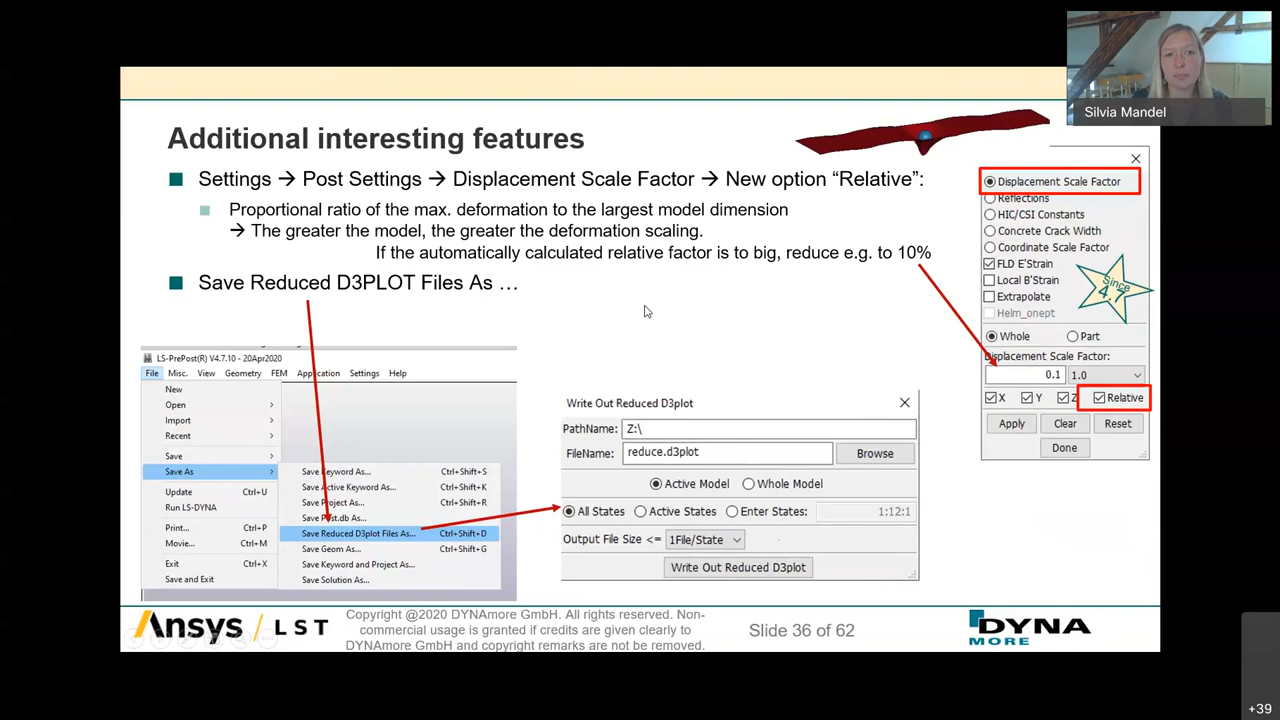 Silvia Mandel
Additional interesting features
Settings → Post Settings → Displacement Scale Factor → New option “Relative”:
Proportional ratio of the max. deformation to the largest model dimension
→ The greater the model, the greater the deformation scaling.
If the automatically calculated relative factor is to big, reduce e.g. to 10%
Save Reduced D3PLOT Files As …
Displacement Scale Factor
Reflections
HIC/CSI Constants
Concrete Crack Width
Coordinate Scale Factor
FLD E'Strain
Local B'Strain
Extrapolate
Helm_onept
Since
4.7
Whole Part
Displacement Scale Factor:
0.1 1.0
X Y Z Relative
Apply Clear Reset
Done
LS-PrePost(R) V4.7.10 - 20Apr2020
File Misc. View Geometry FEM Application Settings Help
New
Open
Import
Recent
Save
Save As
Update Ctrl+U
Run LS-DYNA
Print... Ctrl+P
Movie... Ctrl+M
Exit Ctrl+X
Save and Exit
Save Keyword As... Ctrl+Shift+S
Save Active Keyword As... Ctrl+Shift+K
Save Project As... Ctrl+Shift+R
Save Post.db As...
Save Reduced D3plot Files As... Ctrl+Shift+D
Save Geom As... Ctrl+Shift+G
Save Keyword and Project As...
Save Solution As...
Write Out Reduced D3plot
PathName: Z:\
FileName: reduce.d3plot Browse
Active Model Whole Model
All States Active States Enter States: 1:12:1
Output File Size <= 1File/State
Write Out Reduced D3plot
Ansys / LST
Copyright @2020 DYNAmore GmbH. All rights reserved. Non-
commercial usage is granted if credits are given clearly to
DYNAmore GmbH and copyright remarks are not be removed.
Slide 36 of 62
DYNA
MORE
+39